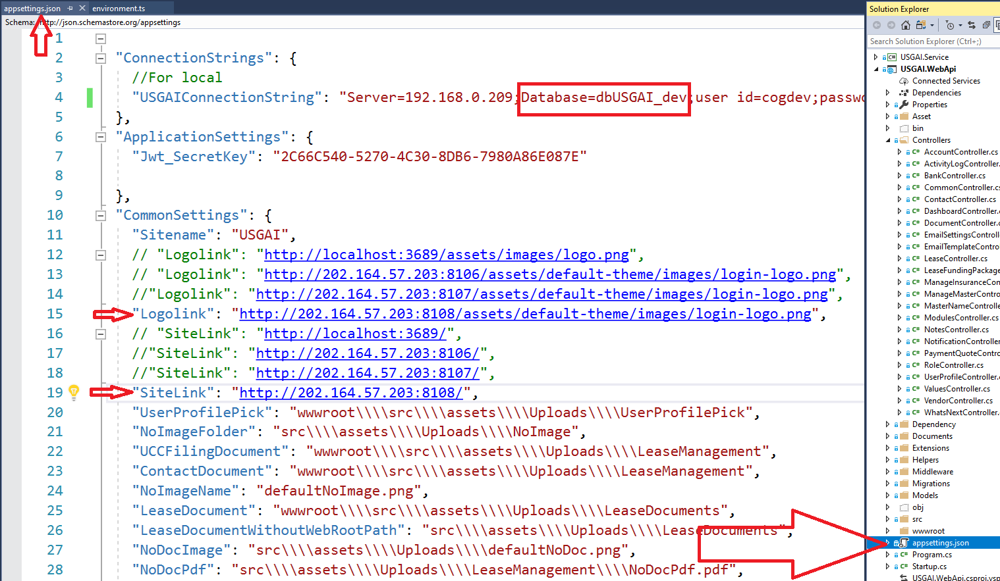 appsettings.json
environment.ts
Schema: http://json.schemastore.org/appsettings
1
2 "ConnectionStrings": {
3 //For local
4 "USGAIConnectionString": "Server=192.168.0.209;Database=dbUSGAI_dev;user id=cogdev;passwo
5 },
6 "ApplicationSettings": {
7 "Jwt_SecretKey": "2C66C540-5270-4C30-8DB6-7980A86E087E"
8
9 },
10 "CommonSettings": {
11 "Sitename": "USGAI",
12 // "Logolink": "http://localhost:3689/assets/images/logo.png",
13 // "Logolink": "http://202.164.57.203:8106/assets/default-theme/images/login-logo.png",
14 //"Logolink": "http://202.164.57.203:8107/assets/default-theme/images/login-logo.png",
15 "Logolink": "http://202.164.57.203:8108/assets/default-theme/images/login-logo.png",
16 // "SiteLink": "http://localhost:3689/",
17 //"SiteLink": "http://202.164.57.203:8106/",
18 //"SiteLink": "http://202.164.57.203:8107/",
19 "SiteLink": "http://202.164.57.203:8108/",
20 "UserProfilePick": "wwwroot\\\\src\\\\assets\\\\Uploads\\\\UserProfilePick",
21 "NoImageFolder": "src\\\\assets\\\\Uploads\\\\NoImage",
22 "UCCFilingDocument": "wwwroot\\\\src\\\\assets\\\\Uploads\\\\LeaseManagement",
23 "ContactDocument": "wwwroot\\\\src\\\\assets\\\\Uploads\\\\LeaseManagement",
24 "NoImageName": "defaultNoImage.png",
25 "LeaseDocument": "wwwroot\\\\src\\\\assets\\\\Uploads\\\\LeaseDocuments",
26 "LeaseDocumentWithoutWebRootPath": "src\\\\assets\\\\Uploads\\\\LeaseDocuments",
27 "NoDocImage": "src\\\\assets\\\\Uploads\\\\defaultNoDoc.png",
28 "NoDocPdf": "src\\\\assets\\\\Uploads\\\\LeaseManagement\\\\NoDocPdf.pdf",
Solution Explorer
Search Solution Explorer (Ctrl+;)
C# USGAI.Service
USGAI.WebApi
Connected Services
Dependencies
Properties
Asset
bin
Controllers
C# AccountController.cs
C# ActivityLogController.
C# BankController.cs
C# CommonController.cs
C# ContactController.cs
C# DashboardController.c
C# DocumentController.c
C# EmailSettingsControll
C# EmailTemplateContro
C# LeaseController.cs
C# LeaseFundingPackage
C# ManageInsuranceCon
C# ManageMasterContro
C# MasterNameControlle
C# ModulesController.cs
C# NotesController.cs
C# NotificationController
C# PaymentQuoteContro
C# RoleController.cs
C# UserProfileController.c
C# ValuesController.cs
C# VendorController.cs
C# WhatsNextController.
Dependency
Documents
Extensions
Helpers
Middleware
Migrations
Models
obj
src
wwwroot
appsettings.json
C# Program.cs
C# Startup.cs
USGAI.WebApi.csproj.vsp